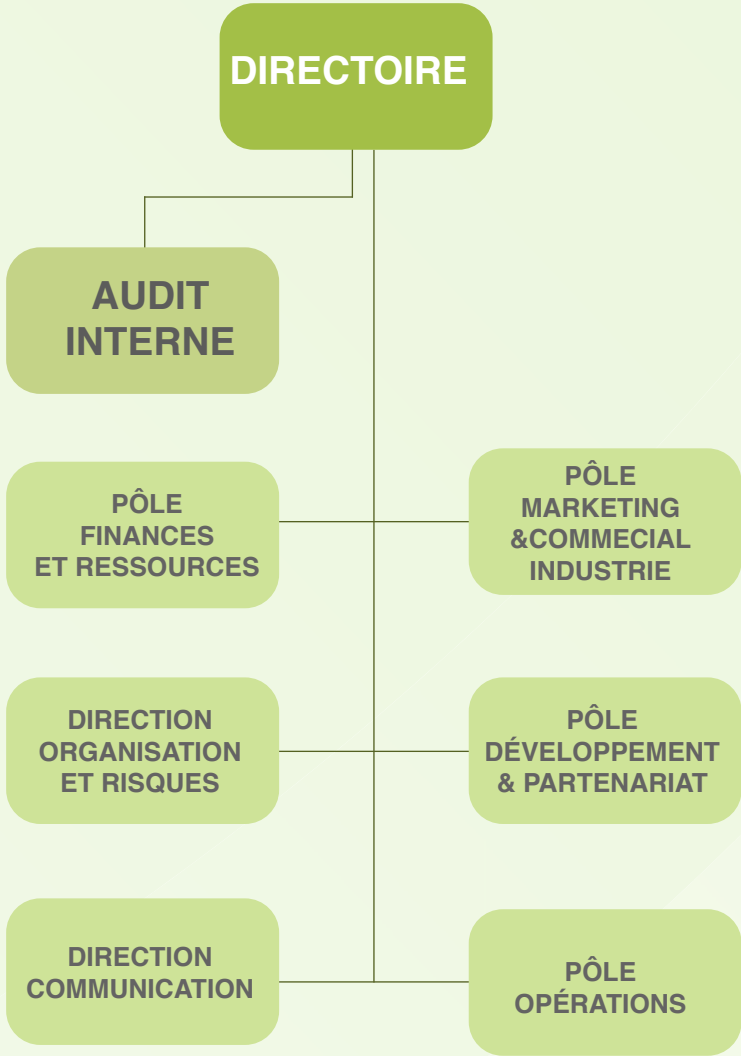 DIRECTOIRE
AUDIT
INTERNE
PÔLE
FINANCES
ET RESSOURCES
PÔLE
MARKETING
&COMMECIAL
INDUSTRIE
DIRECTION
ORGANISATION
ET RISQUES
PÔLE
DÉVELOPPEMENT
& PARTENARIAT
DIRECTION
COMMUNICATION
PÔLE
OPÉRATIONS